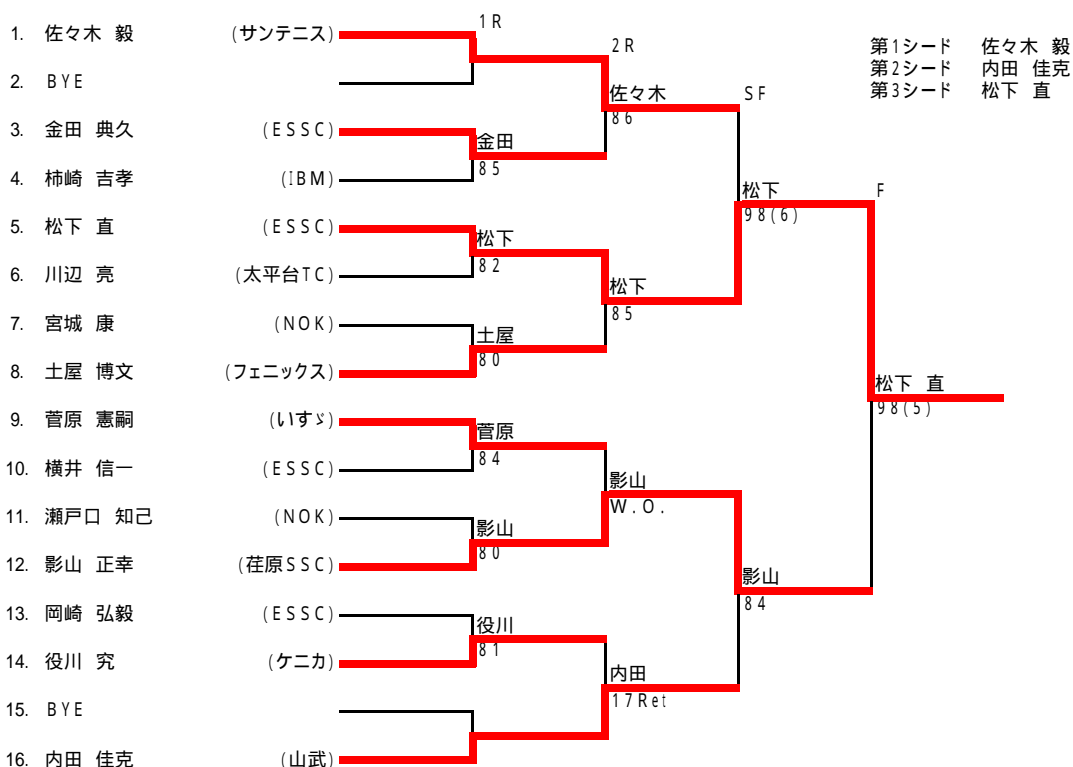 1R
2R
SF
F
第1シード 佐々木 毅
第2シード 内田 佳克
第3シード 松下 直
1. 佐々木 毅 (サンテニス)
2. BYE
佐々木
86
3. 金田 典久 (ESSC)
金田
85
4. 柿崎 吉孝 (IBM)
松下
98(6)
5. 松下 直 (ESSC)
松下
82
6. 川辺 亮 (太平台TC)
松下
85
7. 宮城 康 (NOK)
土屋
80
8. 土屋 博文 (フェニックス)
松下 直
98(5)
9. 菅原 憲嗣 (いすゞ)
菅原
84
10. 横井 信一 (ESSC)
影山
W.O.
11. 瀬戸口 知己 (NOK)
影山
80
12. 影山 正幸 (荏原SSC)
影山
84
13. 岡崎 弘毅 (ESSC)
役川
81
14. 役川 究 (ケニカ)
内田
17Ret
15. BYE
16. 内田 佳克 (山武)